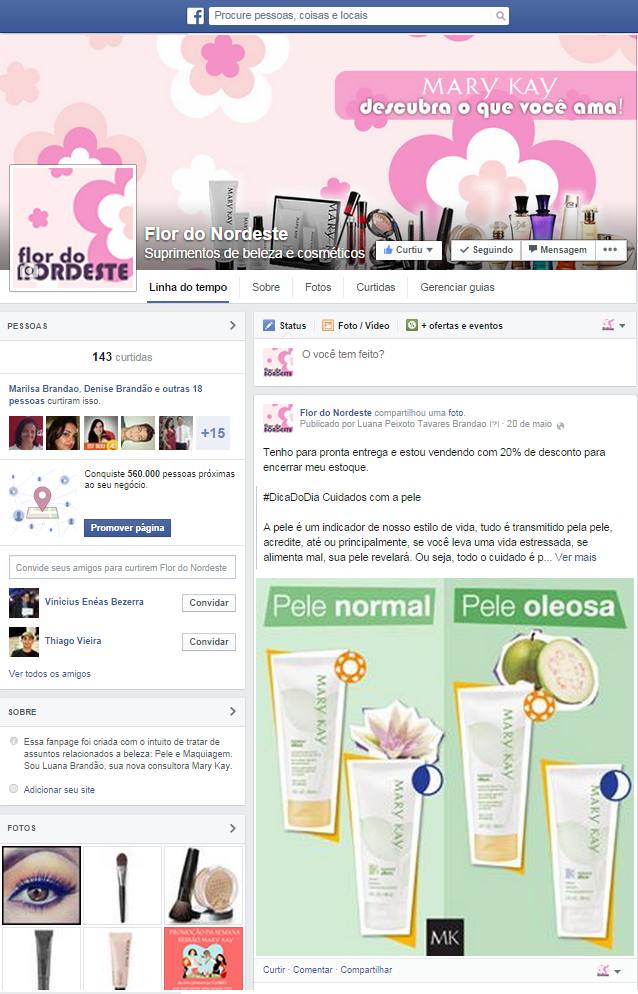 Procure pessoas, coisas e locais
MARY KAY
descubra o que você ama!
flor do
NORDESTE
Flor do Nordeste
Suprimentos de beleza e cosméticos
Curtiu
Seguindo
Mensagem
Linha do tempo
Sobre
Fotos
Curtidas
Gerenciar guias
PESSOAS
143 curtidas
Marilsa Brandao, Denise Brandão e outras 18
pessoas curtiram isso.
+15
Conquiste 560.000 pessoas próximas
ao seu negócio.
Promover página
Convide seus amigos para curtirem Flor do Nordeste
Vinícius Enéas Bezerra
Convidar
Thiago Vieira
Convidar
Ver todos os amigos
SOBRE
Essa fanpage foi criada com o intuito de tratar de
assuntos relacionados a beleza: Pele e Maquiagem.
Sou Luana Brandão, sua nova consultora Mary Kay.
Adicionar seu site
FOTOS
PROMOÇÃO DA SEMANA
SESSÃO MARY KAY
Status
Foto / Vídeo
+ ofertas e eventos
O você tem feito?
Flor do Nordeste compartilhou uma foto.
Publicado por Luana Peixoto Tavares Brandao [?] · 20 de maio
Tenho para pronta entrega e estou vendendo com 20% de desconto para
encerrar meu estoque.
#DicaDoDia Cuidados com a pele
A pele é um indicador de nosso estilo de vida, tudo é transmitido pela pele,
acredite, até ou principalmente, se você leva uma vida estressada, se
alimenta mal, sua pele revelará. Ou seja, todo o cuidado é p... Ver mais
Pele normal
Pele oleosa
MARY KAY
MARY KAY
MARY KAY
MARY KAY
MK
Curtir · Comentar · Compartilhar